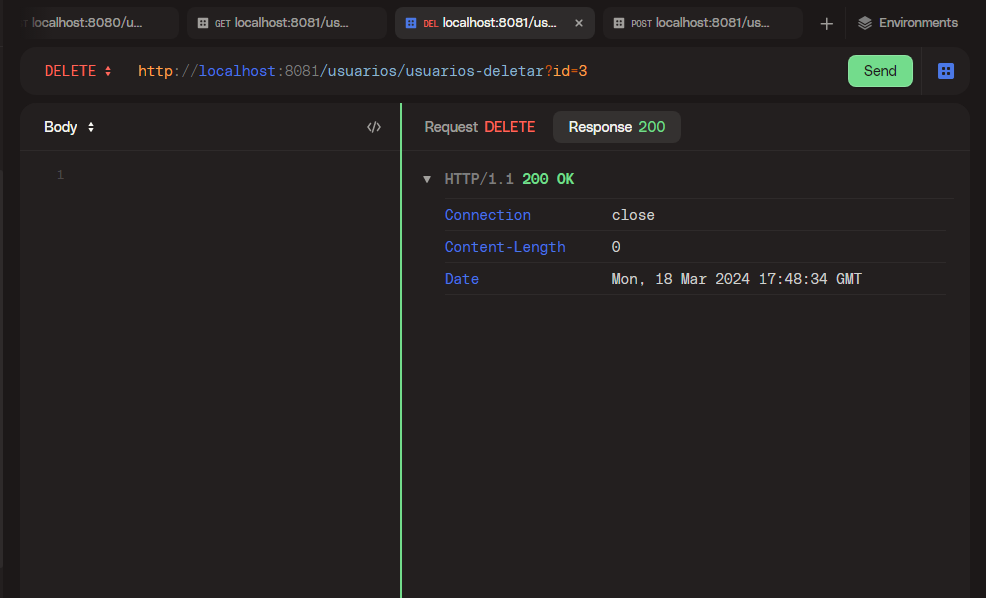 localhost:8080/u... GET localhost:8081/us... DEL localhost:8081/us... × POST localhost:8081/us... + Environments
DELETE http://localhost:8081/usuarios/usuarios-deletar?id=3 Send
Body </> Request DELETE Response 200
1
HTTP/1.1 200 OK
Connection close
Content-Length 0
Date Mon, 18 Mar 2024 17:48:34 GMT